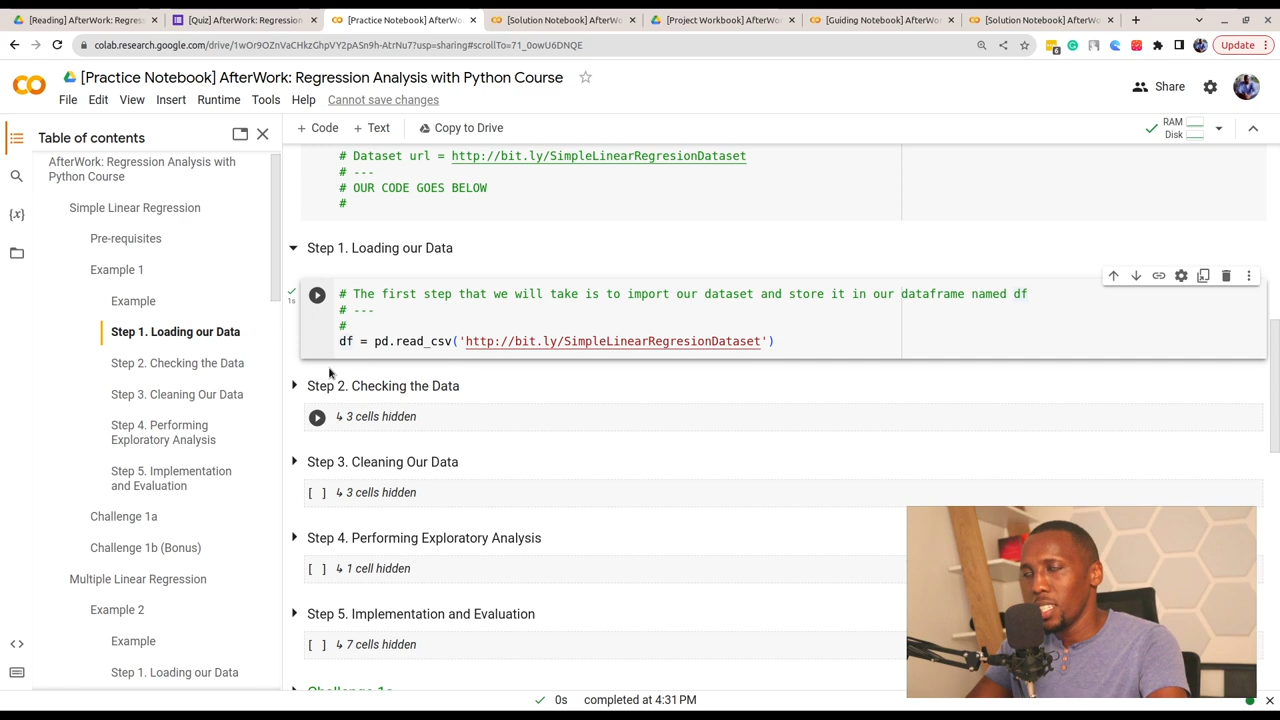 [Reading] AfterWork: Regress
[Quiz] AfterWork: Regression
[Practice Notebook] AfterWo
[Solution Notebook] AfterWo
[Project Workbook] AfterWo
[Guiding Notebook] AfterWo
[Solution Notebook] AfterWo
colab.research.google.com/drive/1wOr9OZnVaCHkzGhpVY2pASn9h-AtrNu7?usp=sharing#scrollTo=71_0owU6DNQE
6
Update
[Practice Notebook] AfterWork: Regression Analysis with Python Course
File Edit View Insert Runtime Tools Help Cannot save changes
Share
Table of contents
+ Code + Text Copy to Drive
RAM
Disk
AfterWork: Regression Analysis with
Python Course
Simple Linear Regression
Pre-requisites
Example 1
Example
Step 1. Loading our Data
Step 2. Checking the Data
Step 3. Cleaning Our Data
Step 4. Performing
Exploratory Analysis
Step 5. Implementation
and Evaluation
Challenge 1a
Challenge 1b (Bonus)
Multiple Linear Regression
Example 2
Example
Step 1. Loading our Data
# Dataset url = http://bit.ly/SimpleLinearRegresionDataset
# ---
# OUR CODE GOES BELOW
#
Step 1. Loading our Data
1s
# The first step that we will take is to import our dataset and store it in our dataframe named df
# ---
#
df = pd.read_csv('http://bit.ly/SimpleLinearRegresionDataset')
Step 2. Checking the Data
↳ 3 cells hidden
Step 3. Cleaning Our Data
[ ] ↳ 3 cells hidden
Step 4. Performing Exploratory Analysis
[ ] ↳ 1 cell hidden
Step 5. Implementation and Evaluation
[ ] ↳ 7 cells hidden
Challenge 1a
0s completed at 4:31 PM